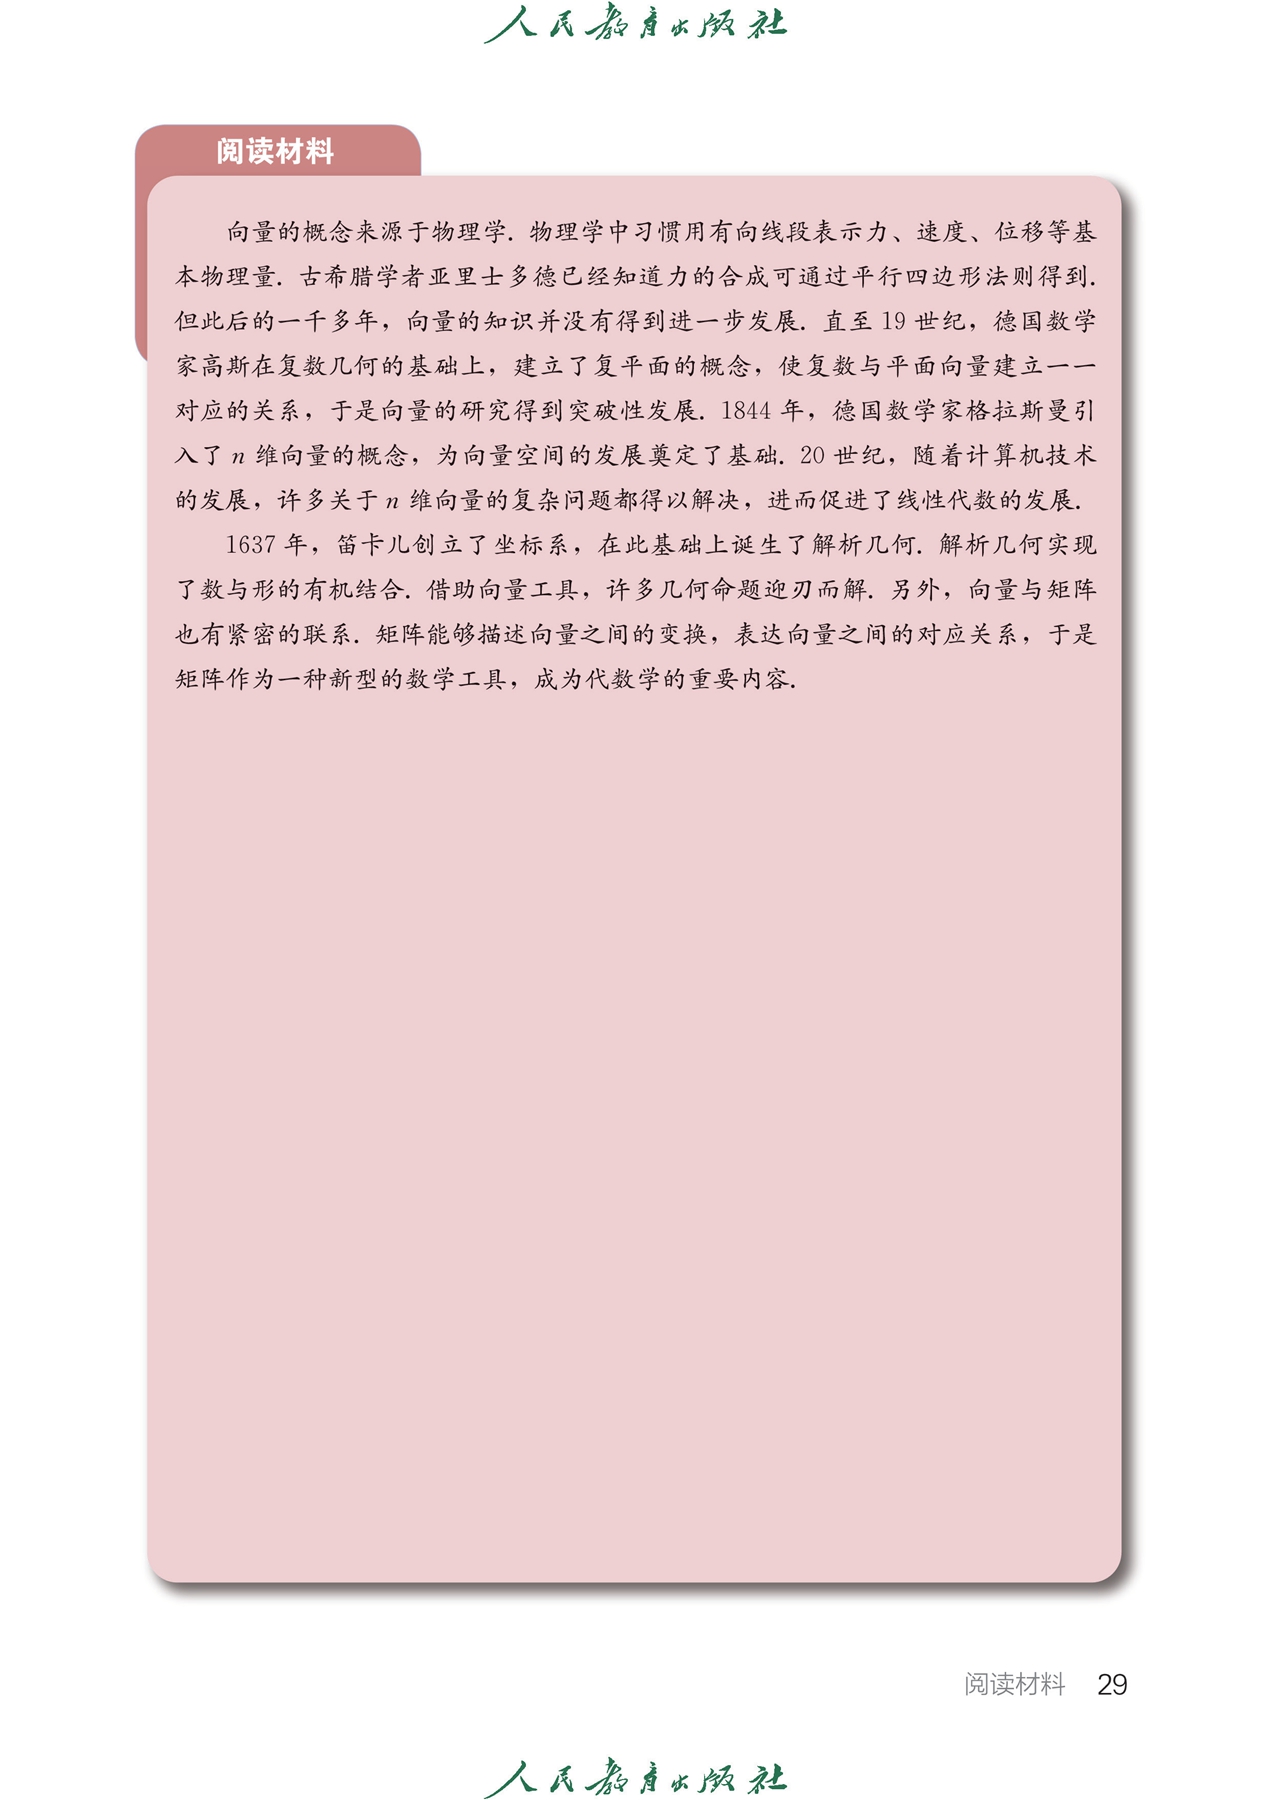 人民教育出版社
阅读材料
向量的概念来源于物理学. 物理学中习惯用有向线段表示力、速度、位移等基
本物理量. 古希腊学者亚里士多德已经知道力的合成可通过平行四边形法则得到.
但此后的一千多年，向量的知识并没有得到进一步发展. 直至 19 世纪，德国数学
家高斯在复数几何的基础上，建立了复平面的概念，使复数与平面向量建立一一
对应的关系，于是向量的研究得到突破性发展. 1844 年，德国数学家格拉斯曼引
入了 n 维向量的概念，为向量空间的发展奠定了基础. 20 世纪，随着计算机技术
的发展，许多关于 n 维向量的复杂问题都得以解决，进而促进了线性代数的发展.
1637 年，笛卡儿创立了坐标系，在此基础上诞生了解析几何. 解析几何实现
了数与形的有机结合. 借助向量工具，许多几何命题迎刃而解. 另外，向量与矩阵
也有紧密的联系. 矩阵能够描述向量之间的变换，表达向量之间的对应关系，于是
矩阵作为一种新型的数学工具，成为代数学的重要内容.
阅读材料 29
人民教育出版社